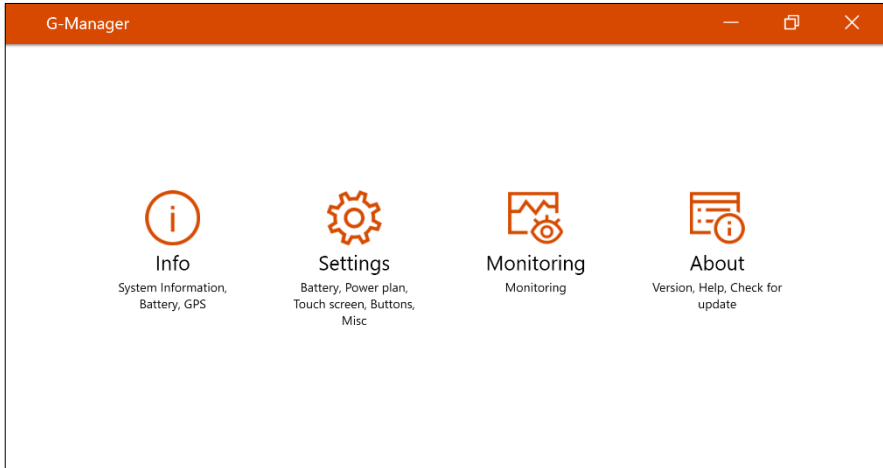 G-Manager
Info
System Information,
Battery, GPS
Settings
Battery, Power plan,
Touch screen, Buttons,
Misc
Monitoring
Monitoring
About
Version, Help, Check for
update